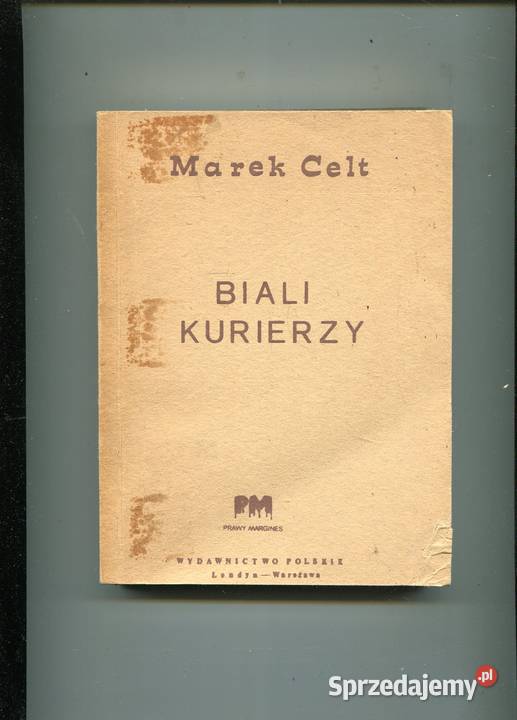 Marek Celt
BIALI
KURIERZY
PM
PRAWY MARGINES
WYDAWNICTWO POLSKIE
Londyn — Warszawa
Sprzedajemy.pl